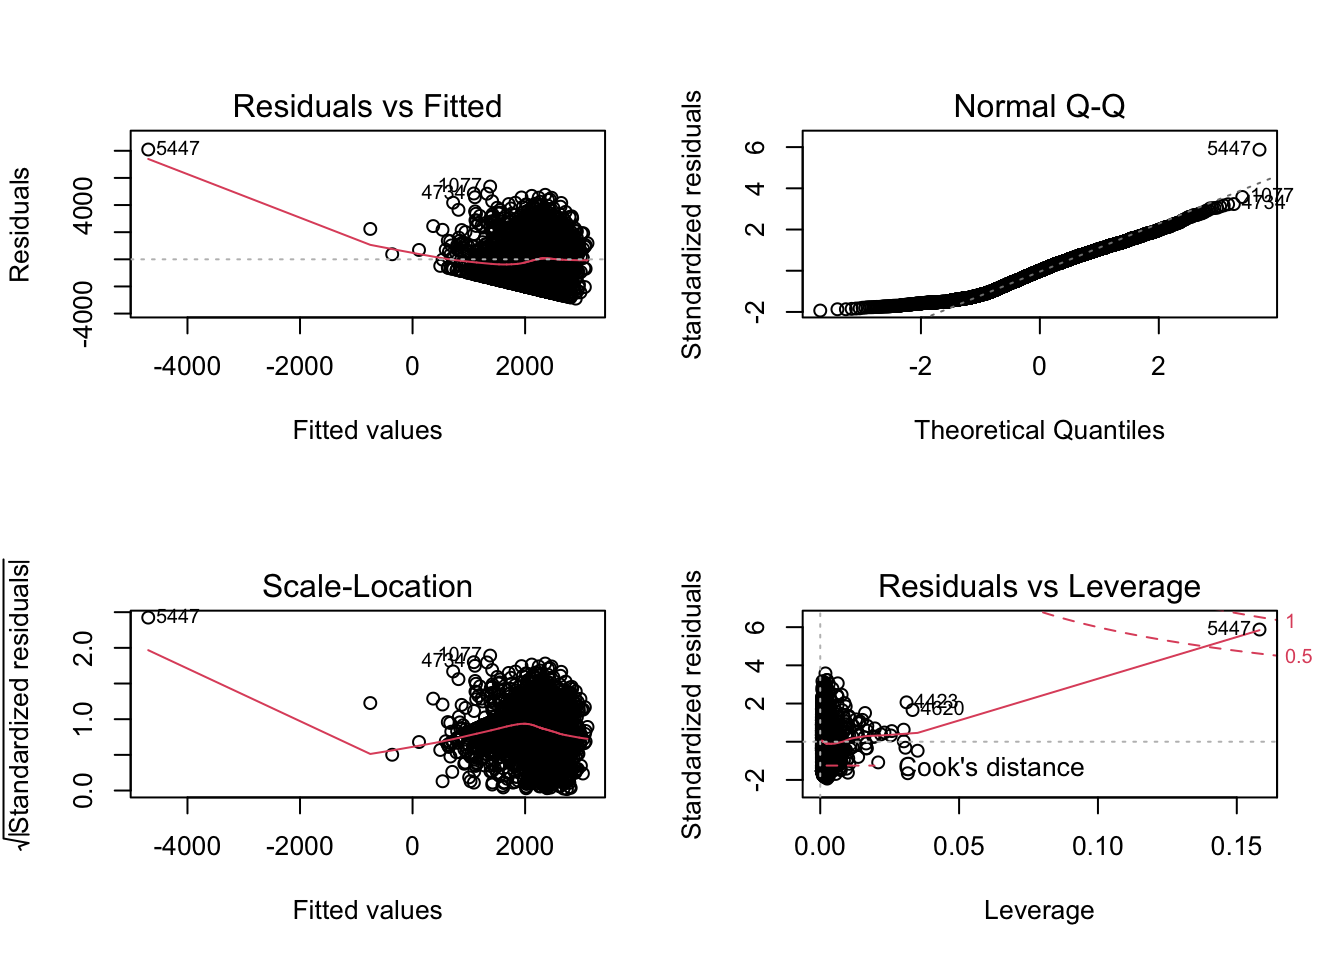 Residuals vs Fitted
Residuals
4000
-4000
5447
1077
4734
-4000 -2000 0 2000
Fitted values
Normal Q-Q
Standardized residuals
6
4
2
-2
5447
1077
4734
-2 0 2
Theoretical Quantiles
Scale-Location
√|Standardized residuals|
2.0
1.0
0.0
5447
1077
4734
-4000 -2000 0 2000
Fitted values
Residuals vs Leverage
Standardized residuals
6
4
2
-2
5447
4423
4620
1
0.5
Cook's distance
0.00 0.05 0.10 0.15
Leverage